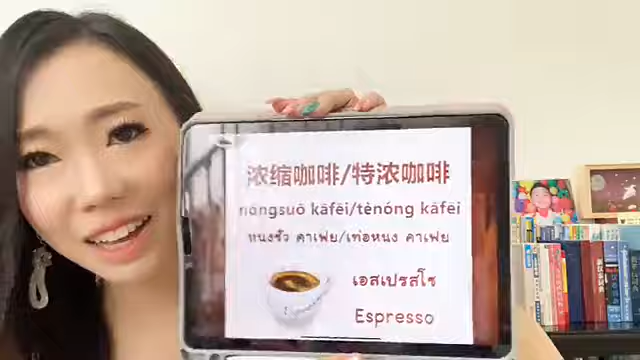 浓缩咖啡/特浓咖啡
nóngsuō kāfēi/tènóng kāfēi
หนงซัว คาเฟย/เท่อหนง คาเฟย
เอสเปรสโซ
Espresso